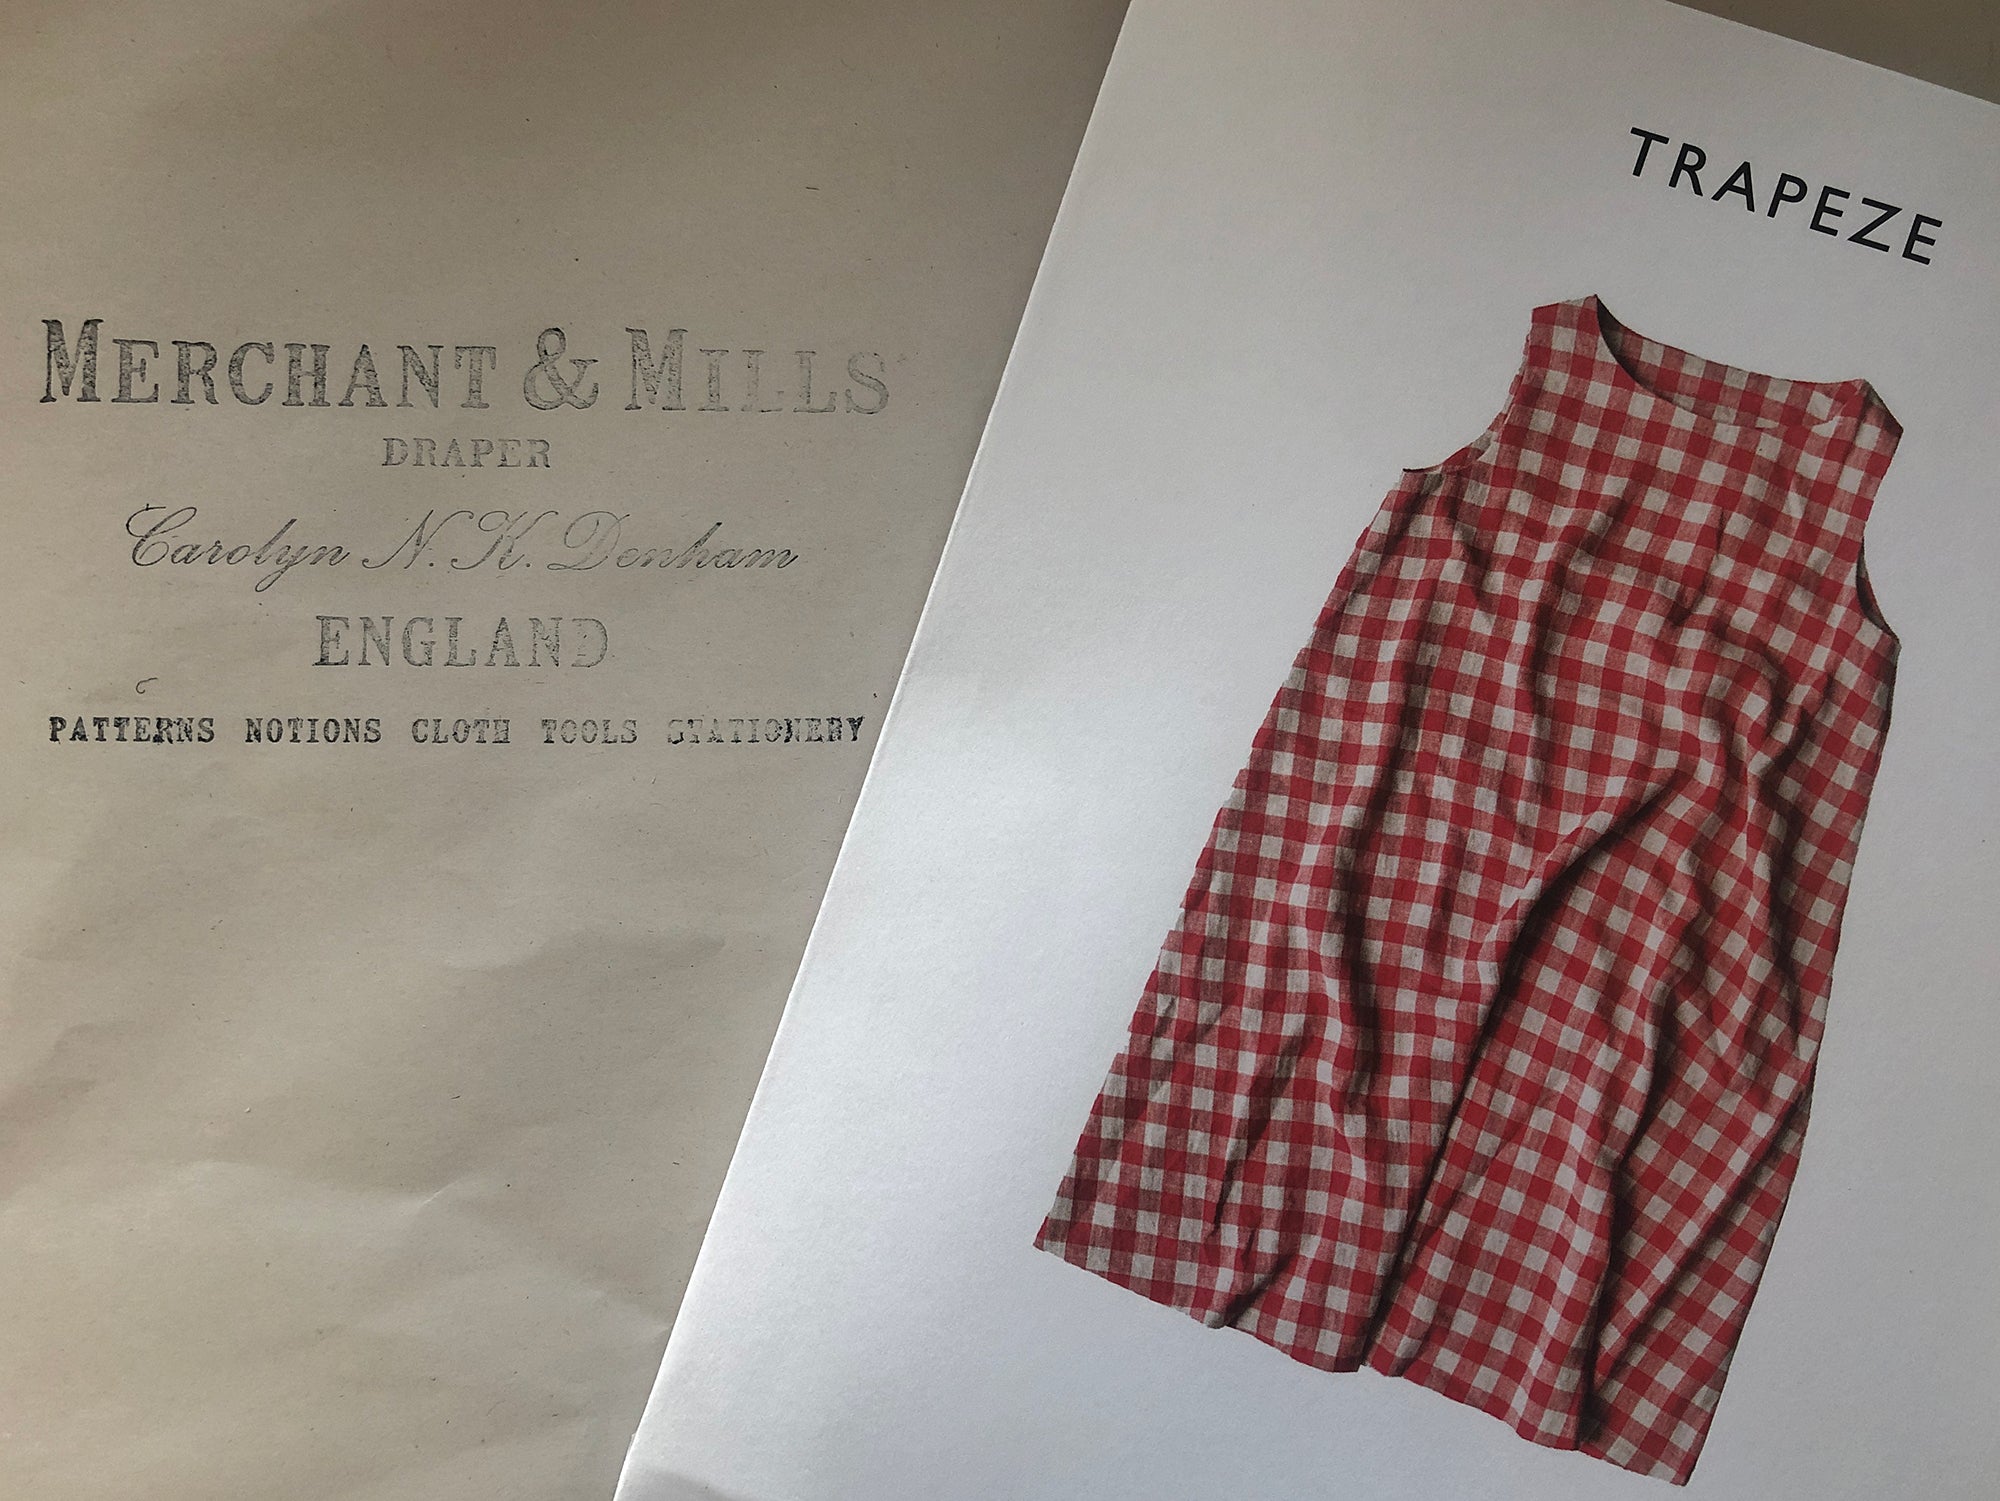 MERCHANT & MILLS
DRAPER
Carolyn N. K. Denham
ENGLAND
PATTERNS NOTIONS CLOTH TOOLS STATIONERY
TRAPEZE